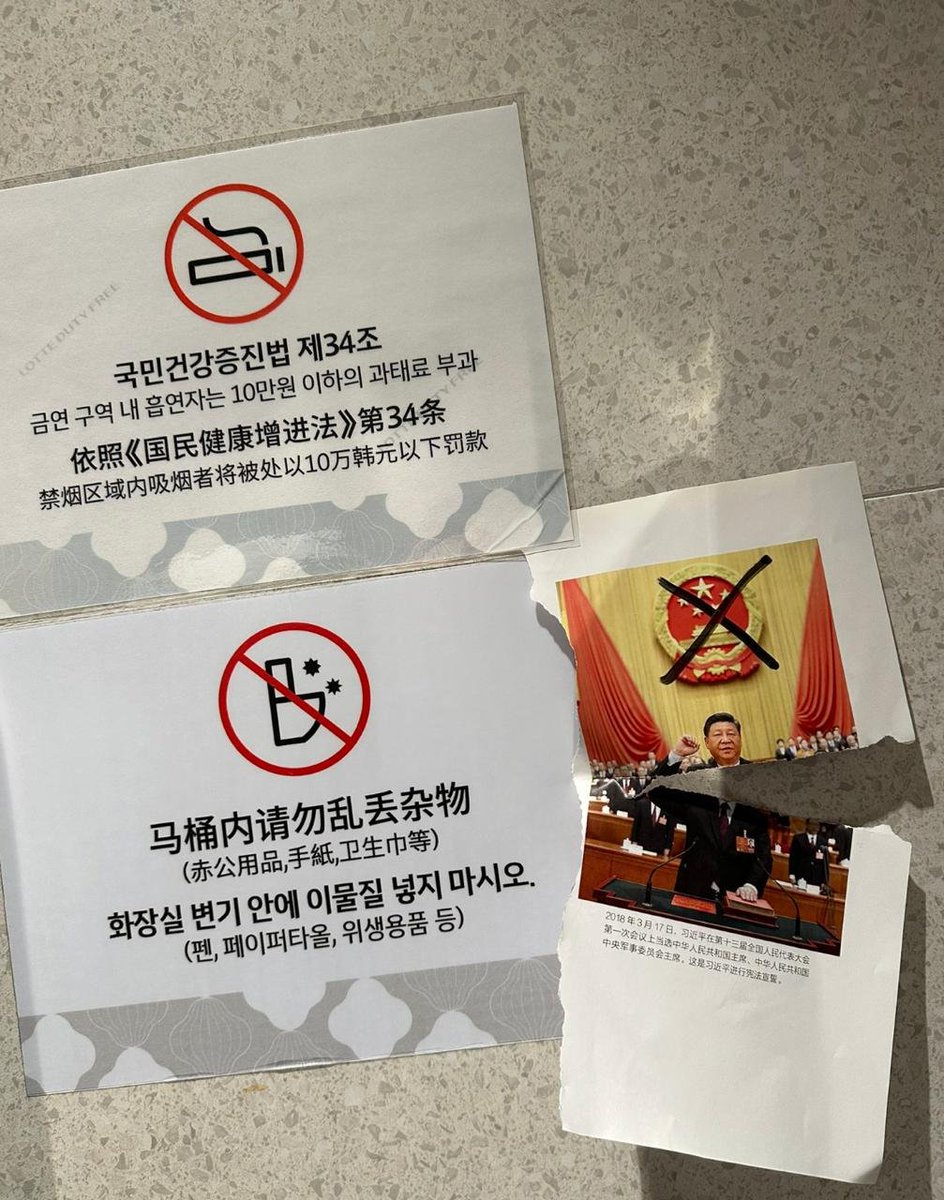 LOTTE DUTY FREE
국민건강증진법 제34조
금연 구역 내 흡연자는 10만원 이하의 과태료 부과
依照《国民健康增进法》第34条
禁烟区域内吸烟者将被处以10万韩元以下罚款
马桶内请勿乱丢杂物
(赤公用品,手紙,卫生巾等)
화장실 변기 안에 이물질 넣지 마시오.
(펜, 페이퍼타올, 위생용품 등)
2018年3月17日，习近平在第十三届全国人民代表大会
第一次会议上当选中华人民共和国主席、中华人民共和国
中央军事委员会主席。这是习近平进行宪法宣誓。